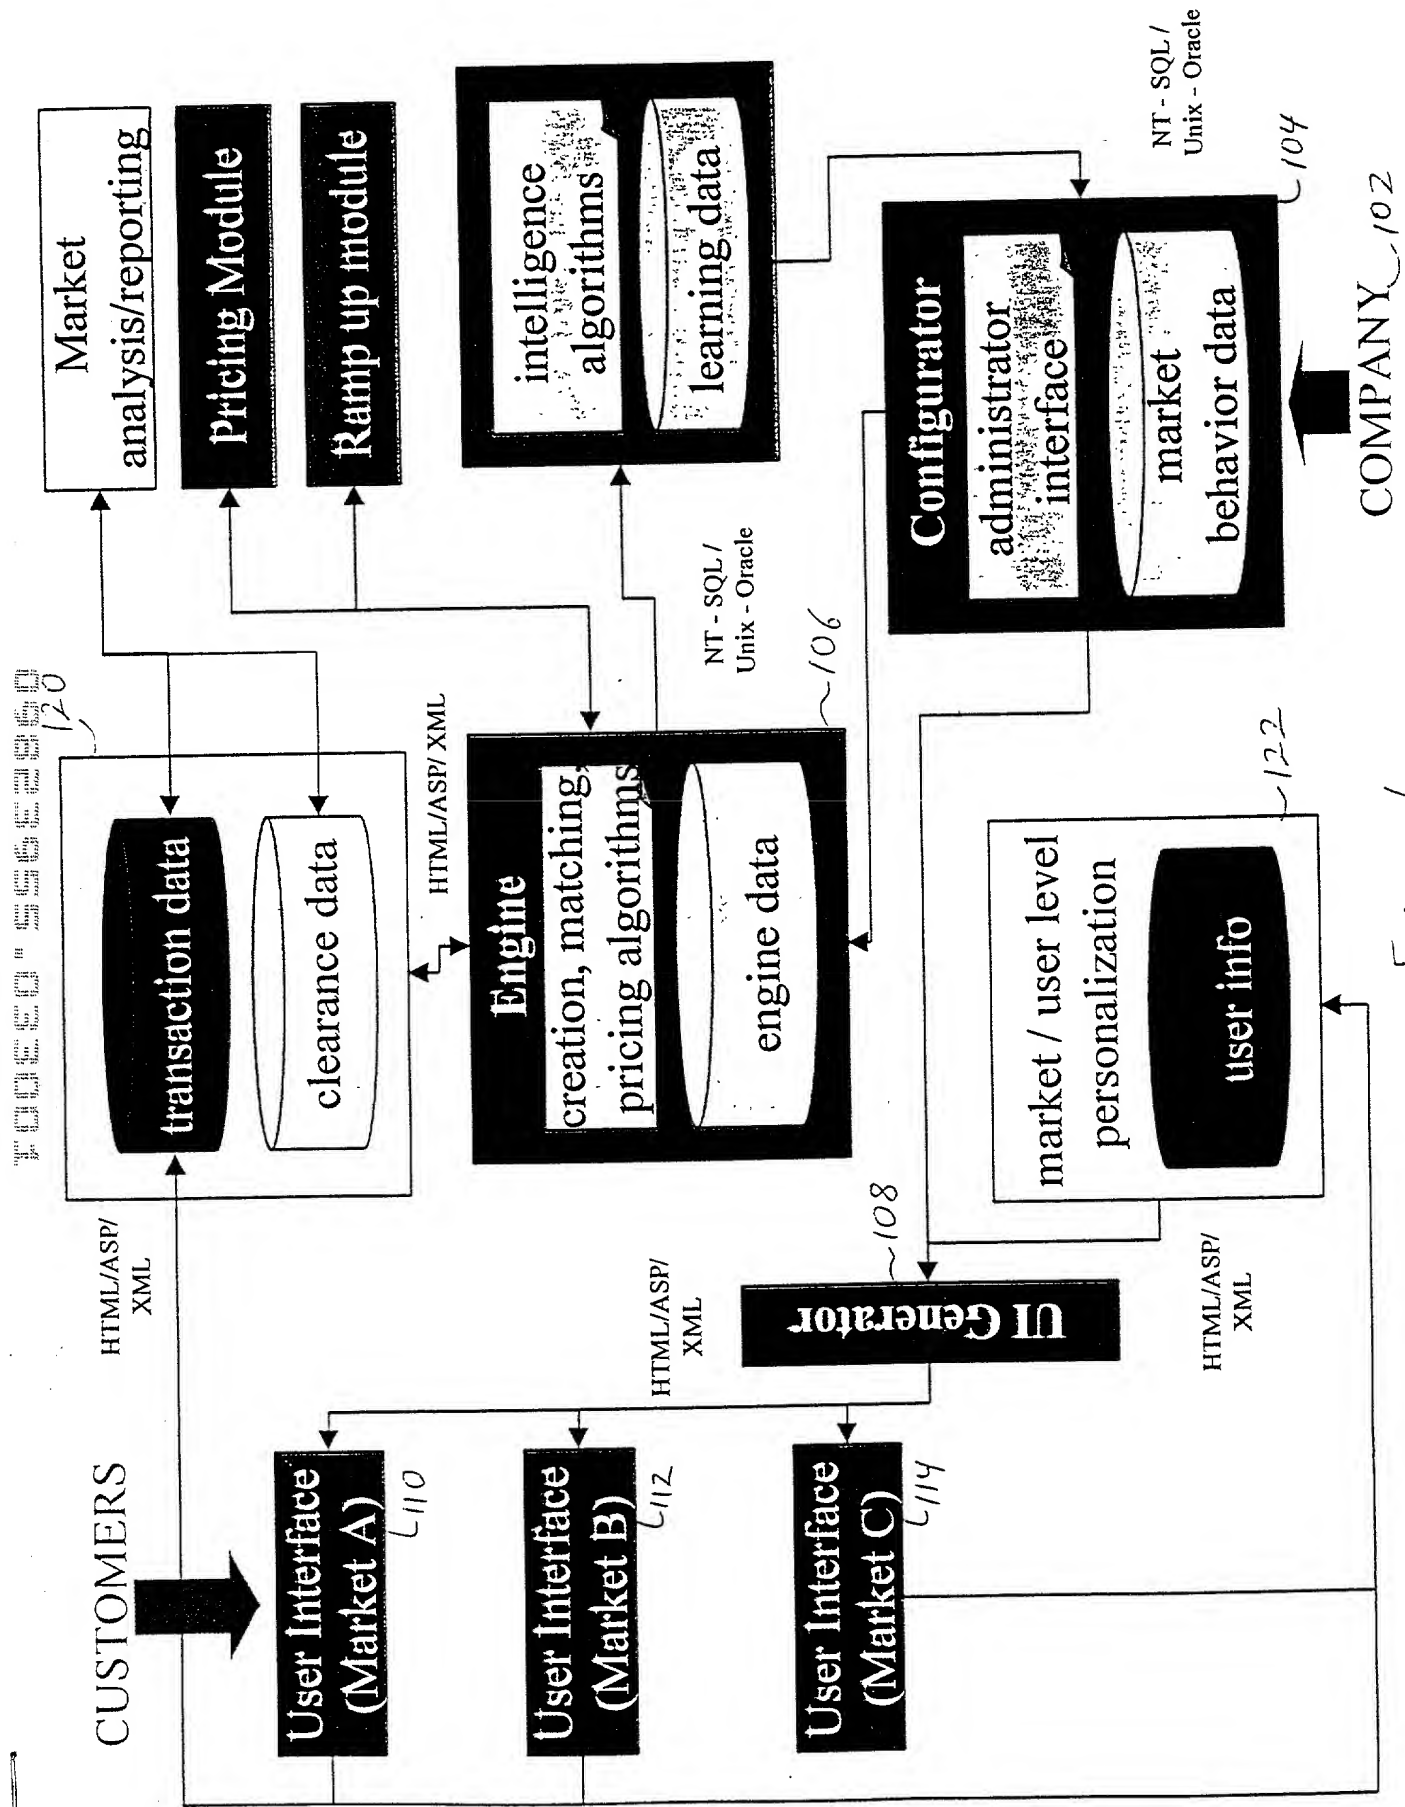 CUSTOMERS
User Interface
(Market A)
110
User Interface
(Market B)
112
User Interface
(Market C)
114
HTML/ASP/
XML
HTML/ASP/
XML
UI Generator
108
HTML/ASP/
XML
120
transaction data
clearance data
HTML/ASP/ XML
Engine
creation, matching,
pricing algorithms
engine data
106
market / user level
personalization
user info
122
Market
analysis/reporting
Pricing Module
Ramp up module
intelligence
algorithms
learning data
NT - SQL /
Unix - Oracle
NT - SQL /
Unix - Oracle
Configurator
administrator
interface
market
behavior data
104
COMPANY 102